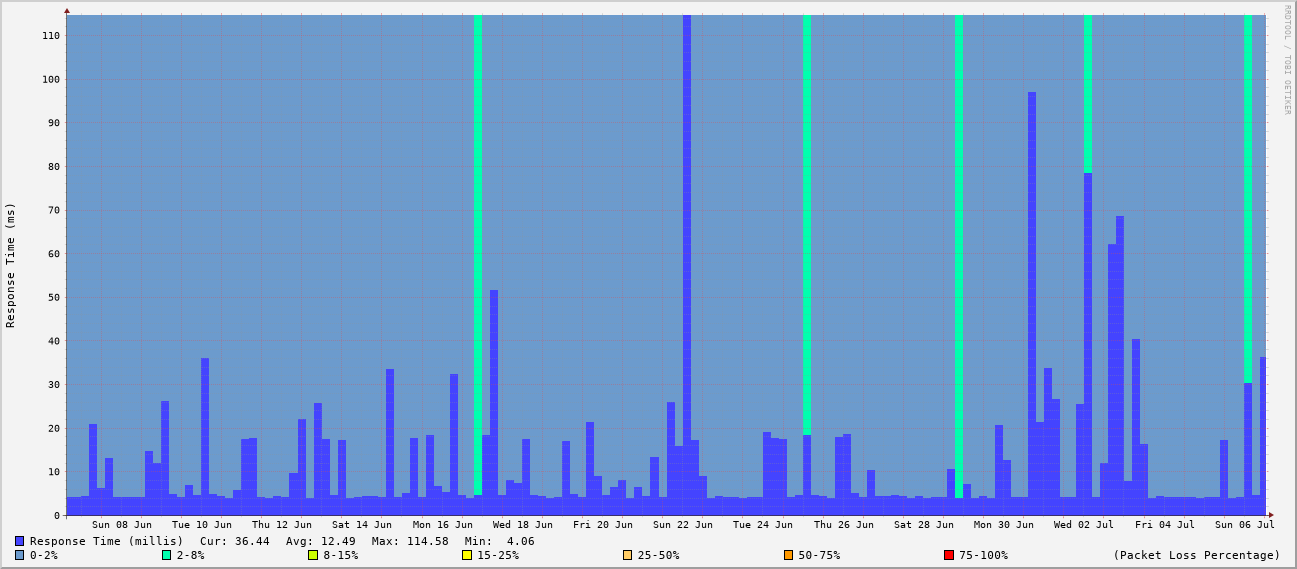 RRDTOOL / TOBI OETIKER
Response Time (ms)
110
100
90
80
70
60
50
40
30
20
10
0
Sun 08 Jun Tue 10 Jun Thu 12 Jun Sat 14 Jun Mon 16 Jun Wed 18 Jun Fri 20 Jun Sun 22 Jun Tue 24 Jun Thu 26 Jun Sat 28 Jun Mon 30 Jun Wed 02 Jul Fri 04 Jul Sun 06 Jul
Response Time (millis) Cur: 36.44 Avg: 12.49 Max: 114.58 Min: 4.06
0-2% 2-8% 8-15% 15-25% 25-50% 50-75% 75-100% (Packet Loss Percentage)